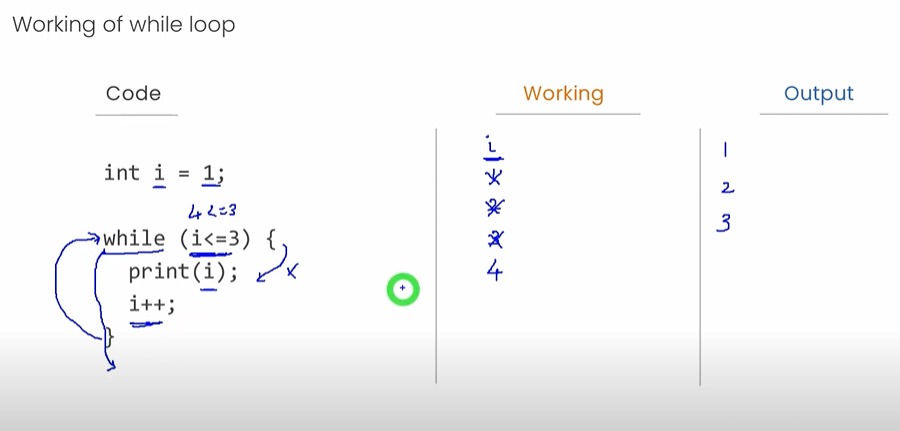 Working of while loop
Code
Working
Output
int i = 1;
4<=3
while (i<=3) {
print(i);
x
i++;
}
i
1
2
3
4
1
2
3